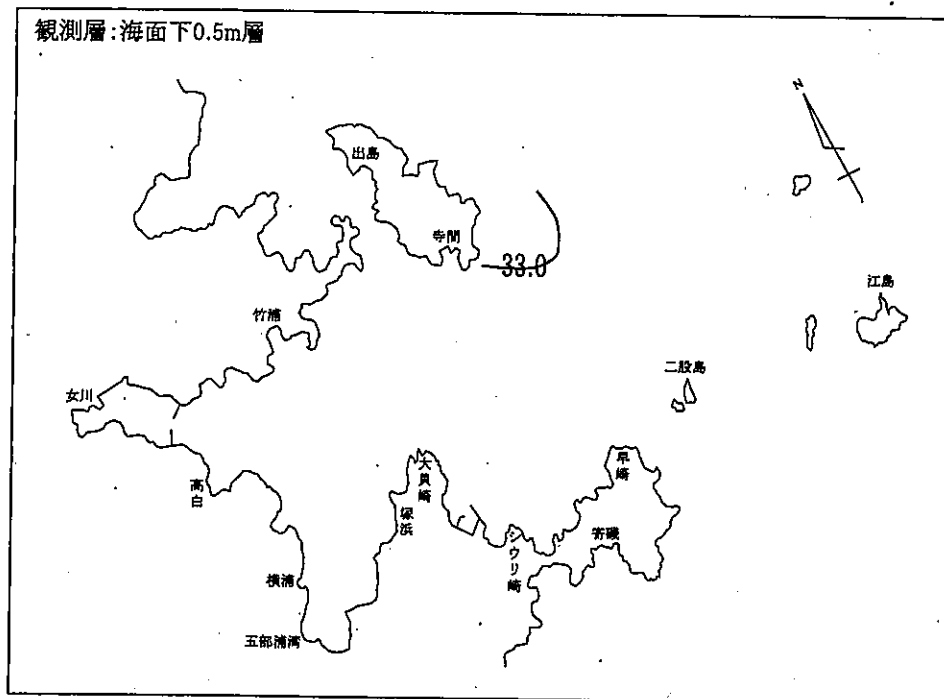 観測層:海面下0.5m層
N
出島
寺間
33.0
江島
竹浦
二股島
女川
大貝崎
早崎
高白
塚浜
寄磯
シウリ崎
横浦
五部浦湾